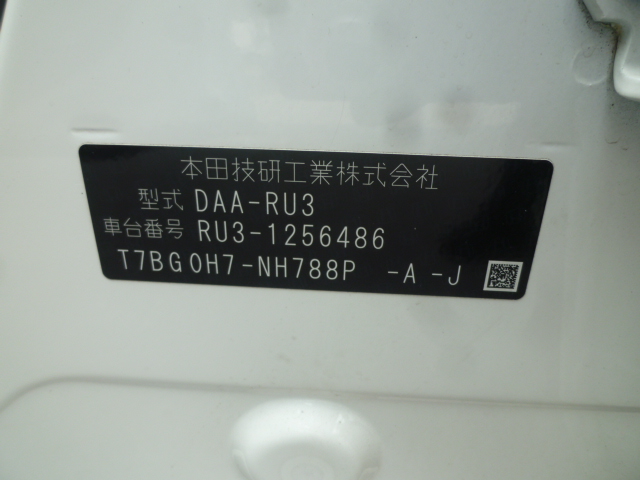 本田技研工業株式会社
型式 DAA-RU3
車台番号 RU3-1256486
T7BG0H7-NH788P -A -J